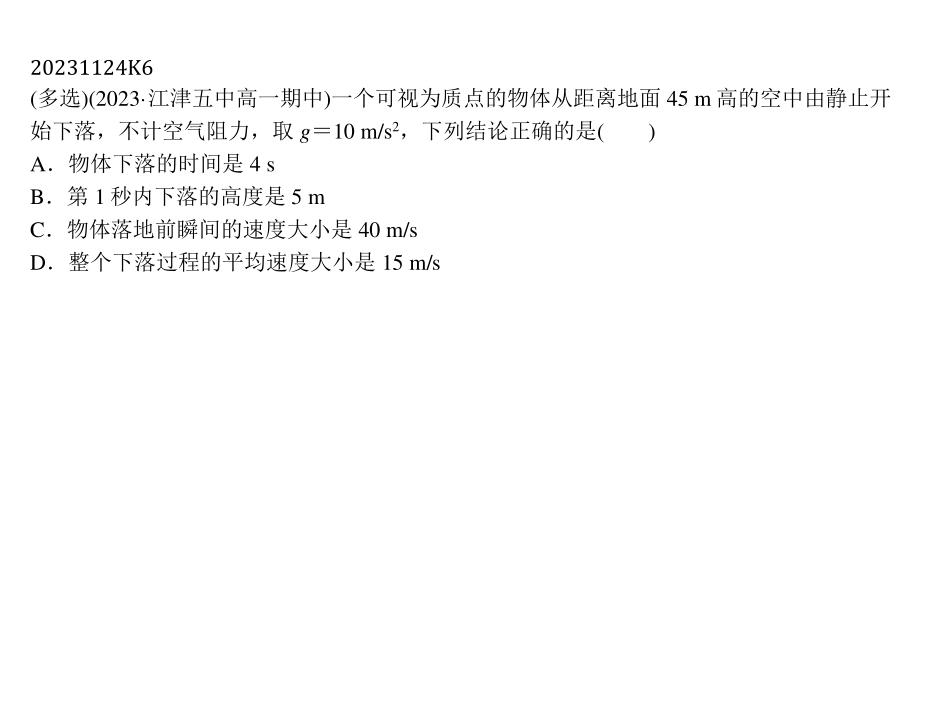 20231124K6
(多选)(2023·江津五中高一期中)一个可视为质点的物体从距离地面 45 m 高的空中由静止开
始下落，不计空气阻力，取 g＝10 m/s²，下列结论正确的是(　　)
A．物体下落的时间是 4 s
B．第 1 秒内下落的高度是 5 m
C．物体落地前瞬间的速度大小是 40 m/s
D．整个下落过程的平均速度大小是 15 m/s